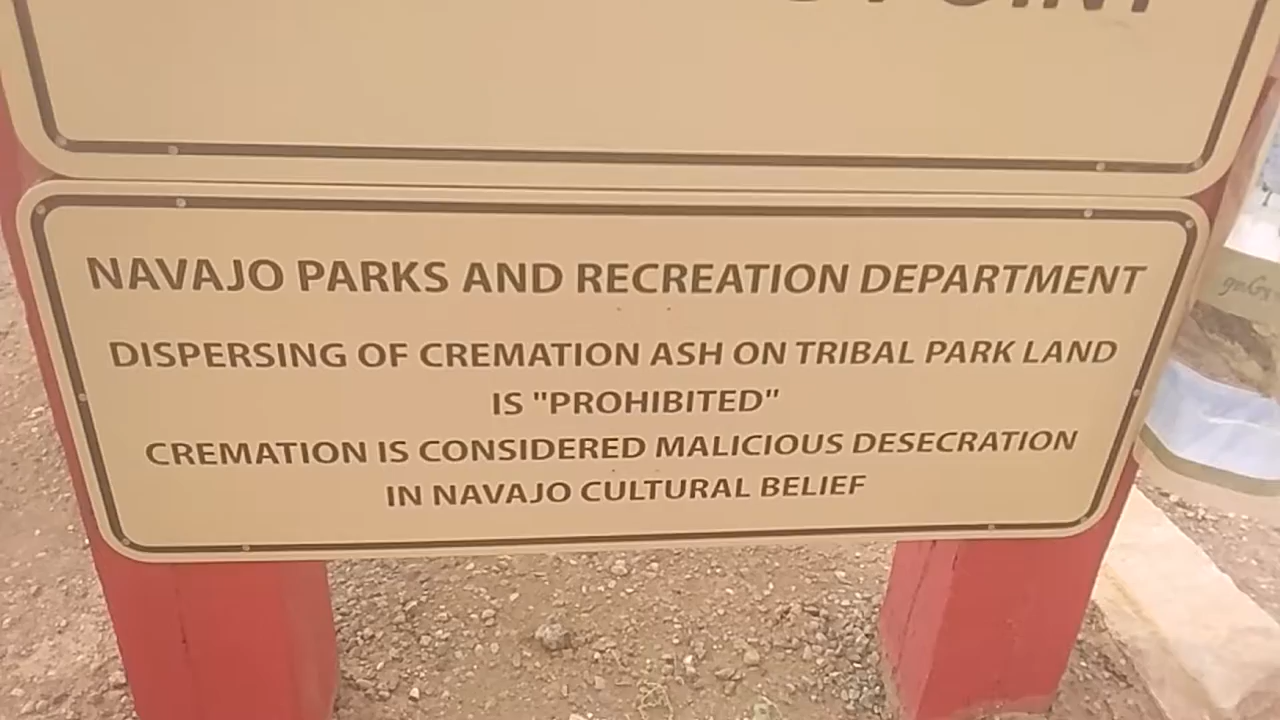 POINT
NAVAJO PARKS AND RECREATION DEPARTMENT
DISPERSING OF CREMATION ASH ON TRIBAL PARK LAND
IS "PROHIBITED"
CREMATION IS CONSIDERED MALICIOUS DESECRATION
IN NAVAJO CULTURAL BELIEF